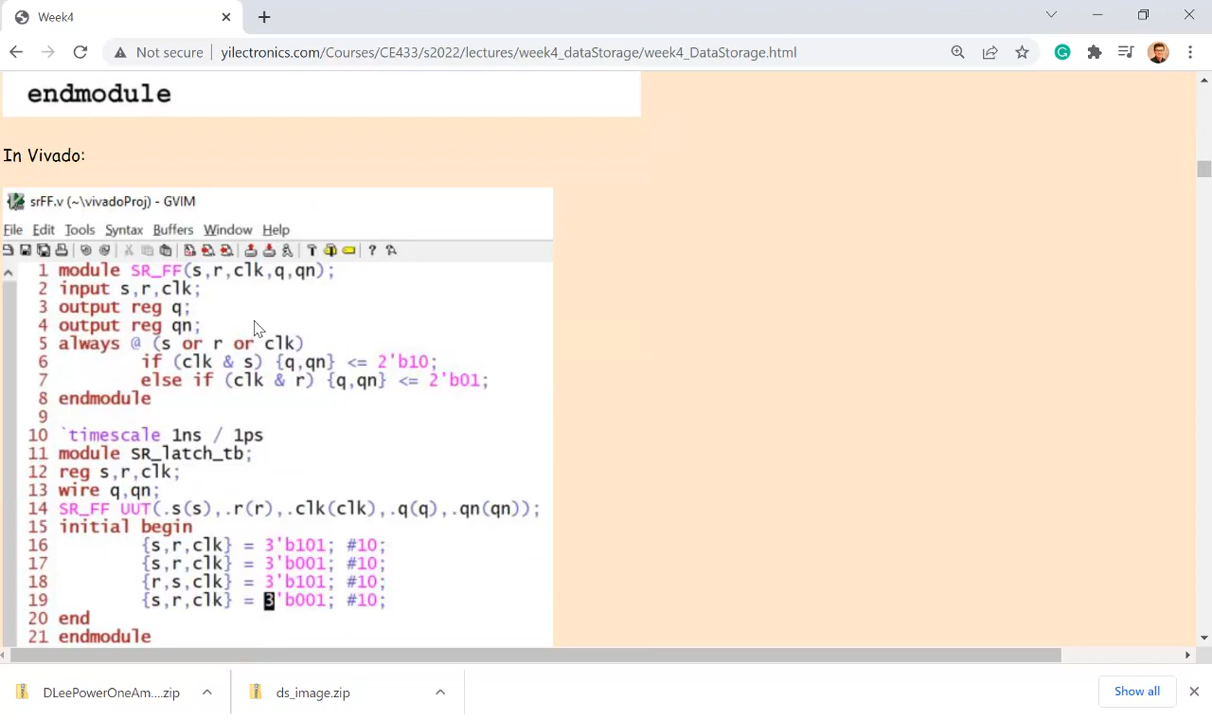 Week4
Not secure
yilectronics.com/Courses/CE433/s2022/lectures/week4_dataStorage/week4_DataStorage.html
endmodule
In Vivado:
srFF.v (~\vivadoProj) - GVIM
File Edit Tools Syntax Buffers Window Help
1 module SR_FF(s,r,clk,q,qn);
2 input s,r,clk;
3 output reg q;
4 output reg qn;
5 always @ (s or r or clk)
6 if (clk & s) {q,qn} <= 2'b10;
7 else if (clk & r) {q,qn} <= 2'b01;
8 endmodule
9
10 `timescale 1ns / 1ps
11 module SR_latch_tb;
12 reg s,r,clk;
13 wire q,qn;
14 SR_FF UUT(.s(s),.r(r),.clk(clk),.q(q),.qn(qn));
15 initial begin
16 {s,r,clk} = 3'b101; #10;
17 {s,r,clk} = 3'b001; #10;
18 {r,s,clk} = 3'b101; #10;
19 {s,r,clk} = 3'b001; #10;
20 end
21 endmodule
DLeePowerOneAm....zip
ds_image.zip
Show all